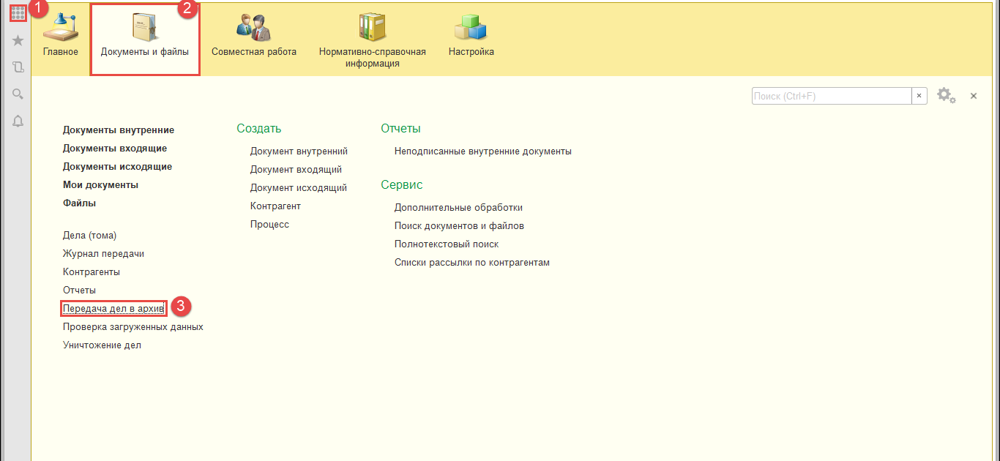 1
2
Главное
Документы и файлы
Совместная работа
Нормативно-справочная
информация
Настройка
Поиск (Ctrl+F)
Документы внутренние
Документы входящие
Документы исходящие
Мои документы
Файлы
Дела (тома)
Журнал передачи
Контрагенты
Отчеты
Передача дел в архив
3
Проверка загруженных данных
Уничтожение дел
Создать
Документ внутренний
Документ входящий
Документ исходящий
Контрагент
Процесс
Отчеты
Неподписанные внутренние документы
Сервис
Дополнительные обработки
Поиск документов и файлов
Полнотекстовый поиск
Списки рассылки по контрагентам